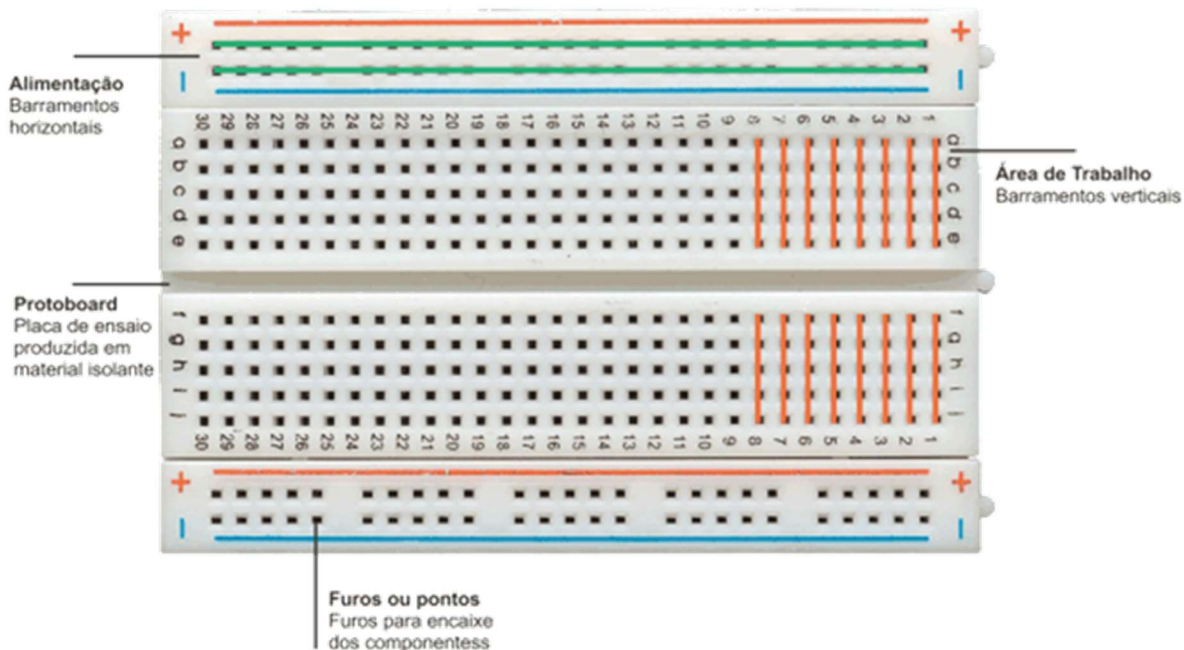 + +
Alimentação
Barramentos
horizontais
30 29 28 27 26 25 24 23 22 21 20 19 18 17 16 15 14 13 12 11 10 9 8 7 6 5 4 3 2 1
a a
b b
c c
d d
e e
Área de Trabalho
Barramentos verticais
Protoboard
Placa de ensaio
produzida em
material isolante
f f
g g
h h
i i
j j
30 29 28 27 26 25 24 23 22 21 20 19 18 17 16 15 14 13 12 11 10 9 8 7 6 5 4 3 2 1
+ +
Furos ou pontos
Furos para encaixe
dos componentess